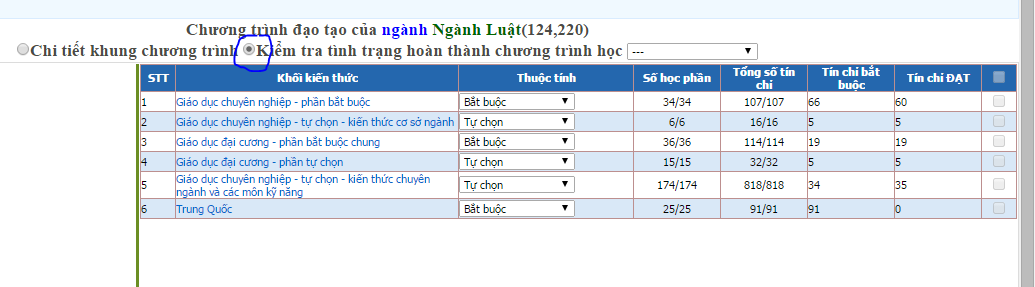 Chương trình đạo tạo của ngành Ngành Luật(124,220)
Chi tiết khung chương trình Kiểm tra tình trạng hoàn thành chương trình học ---
STT Khối kiến thức Thuộc tính Số học phần Tổng số tín chỉ Tín chỉ bắt buộc Tín chỉ ĐẠT
1 Giáo dục chuyên nghiệp - phần bắt buộc Bắt buộc 34/34 107/107 66 60
2 Giáo dục chuyên nghiệp - tự chọn - kiến thức cơ sở ngành Tự chọn 6/6 16/16 5 5
3 Giáo dục đại cương - phần bắt buộc chung Bắt buộc 36/36 114/114 19 19
4 Giáo dục đại cương - phần tự chọn Tự chọn 15/15 32/32 5 5
5 Giáo dục chuyên nghiệp - tự chọn - kiến thức chuyên ngành và các môn kỹ năng Tự chọn 174/174 818/818 34 35
6 Trung Quốc Bắt buộc 25/25 91/91 91 0